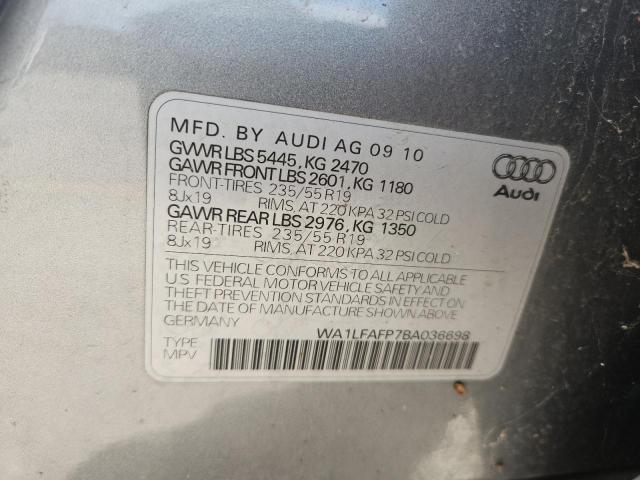 MFD. BY AUDI AG 09 10
GVWR LBS 5445, KG 2470
GAWR FRONT LBS 2601, KG 1180
FRONT-TIRES 235/55 R19
8Jx19 RIMS, AT 220 KPA 32 PSI COLD
GAWR REAR LBS 2976, KG 1350
REAR-TIRES 235/55 R19
8Jx19 RIMS, AT 220 KPA 32 PSI COLD
Audi
THIS VEHICLE CONFORMS TO ALL APPLICABLE
U.S FEDERAL MOTOR VEHICLE SAFETY AND
THEFT PREVENTION STANDARDS IN EFFECT ON
THE DATE OF MANUFACTURE SHOWN ABOVE
GERMANY
WA1LFAFP7BA036698
TYPE
MPV